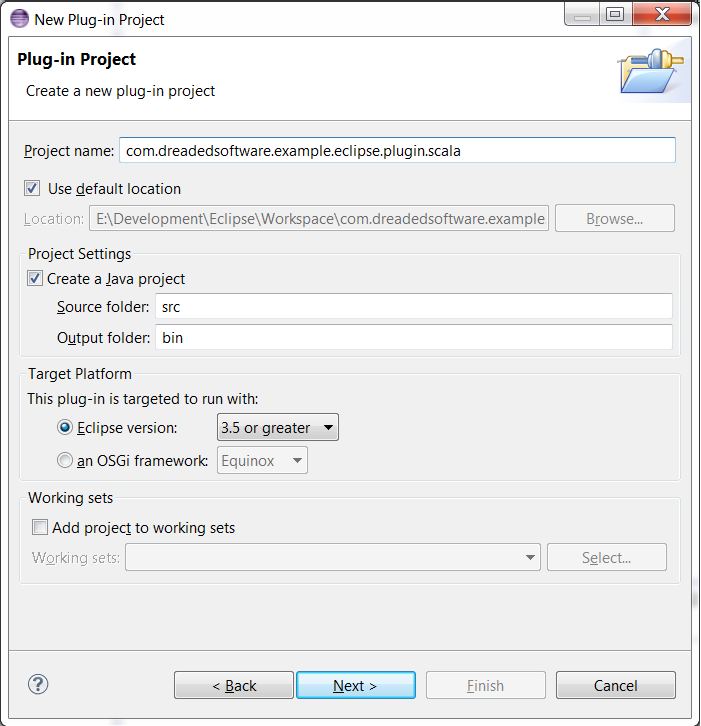 New Plug-in Project
Plug-in Project
Create a new plug-in project
Project name: com.dreadedsoftware.example.eclipse.plugin.scala
Use default location
Location: E:\Development\Eclipse\Workspace\com.dreadedsoftware.example Browse...
Project Settings
Create a Java project
Source folder: src
Output folder: bin
Target Platform
This plug-in is targeted to run with:
Eclipse version: 3.5 or greater
an OSGi framework: Equinox
Working sets
Add project to working sets
Working sets: Select...
? < Back Next > Finish Cancel